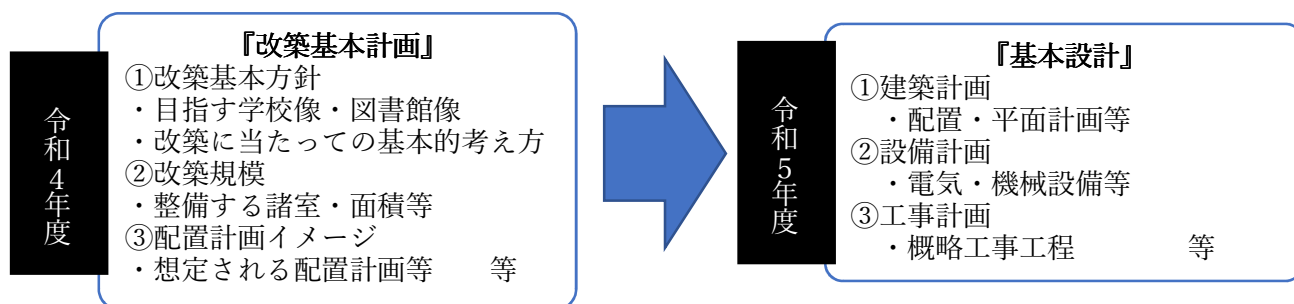 令和4年度
『改築基本計画』
①改築基本方針
・目指す学校像・図書館像
・改築に当たっての基本的考え方
②改築規模
・整備する諸室・面積等
③配置計画イメージ
・想定される配置計画等　　等
令和5年度
『基本設計』
①建築計画
・配置・平面計画等
②設備計画
・電気・機械設備等
③工事計画
・概略工事工程　　　　等